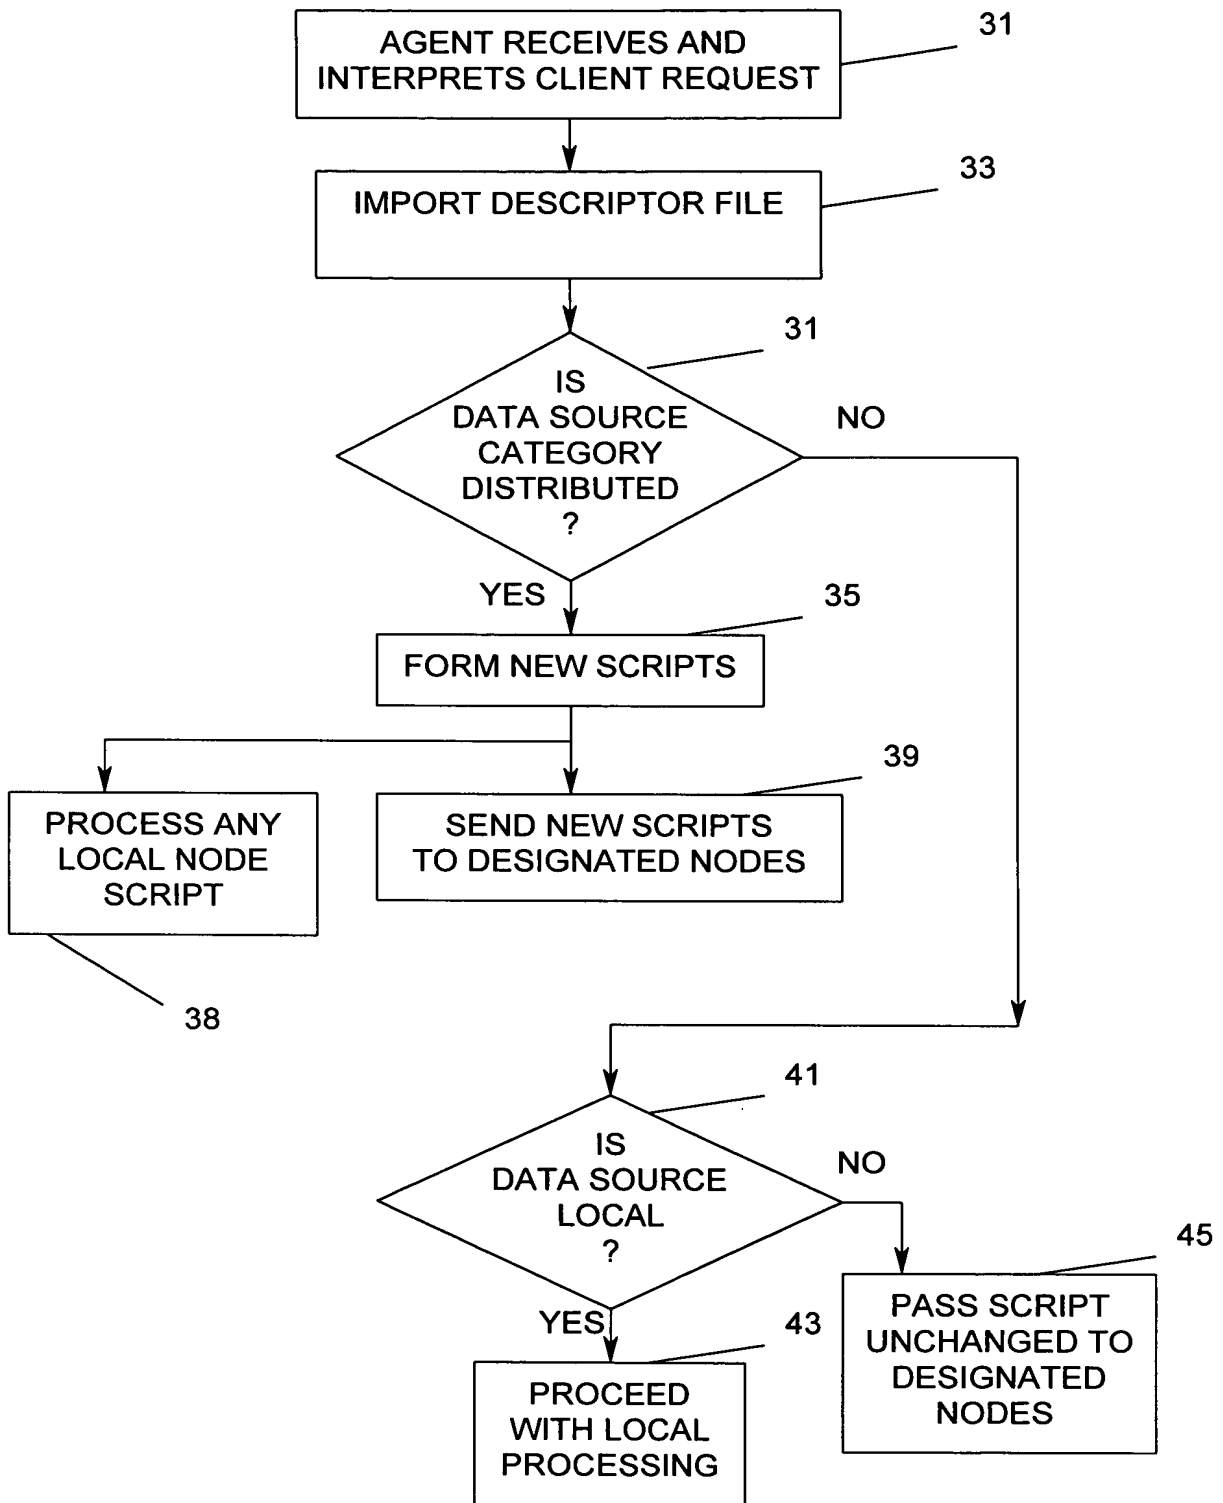 AGENT RECEIVES AND
INTERPRETS CLIENT REQUEST
31
IMPORT DESCRIPTOR FILE
33
IS
DATA SOURCE
CATEGORY
DISTRIBUTED
?
31
NO
YES
FORM NEW SCRIPTS
35
PROCESS ANY
LOCAL NODE
SCRIPT
38
SEND NEW SCRIPTS
TO DESIGNATED NODES
39
IS
DATA SOURCE
LOCAL
?
41
NO
YES
PROCEED
WITH LOCAL
PROCESSING
43
PASS SCRIPT
UNCHANGED TO
DESIGNATED
NODES
45